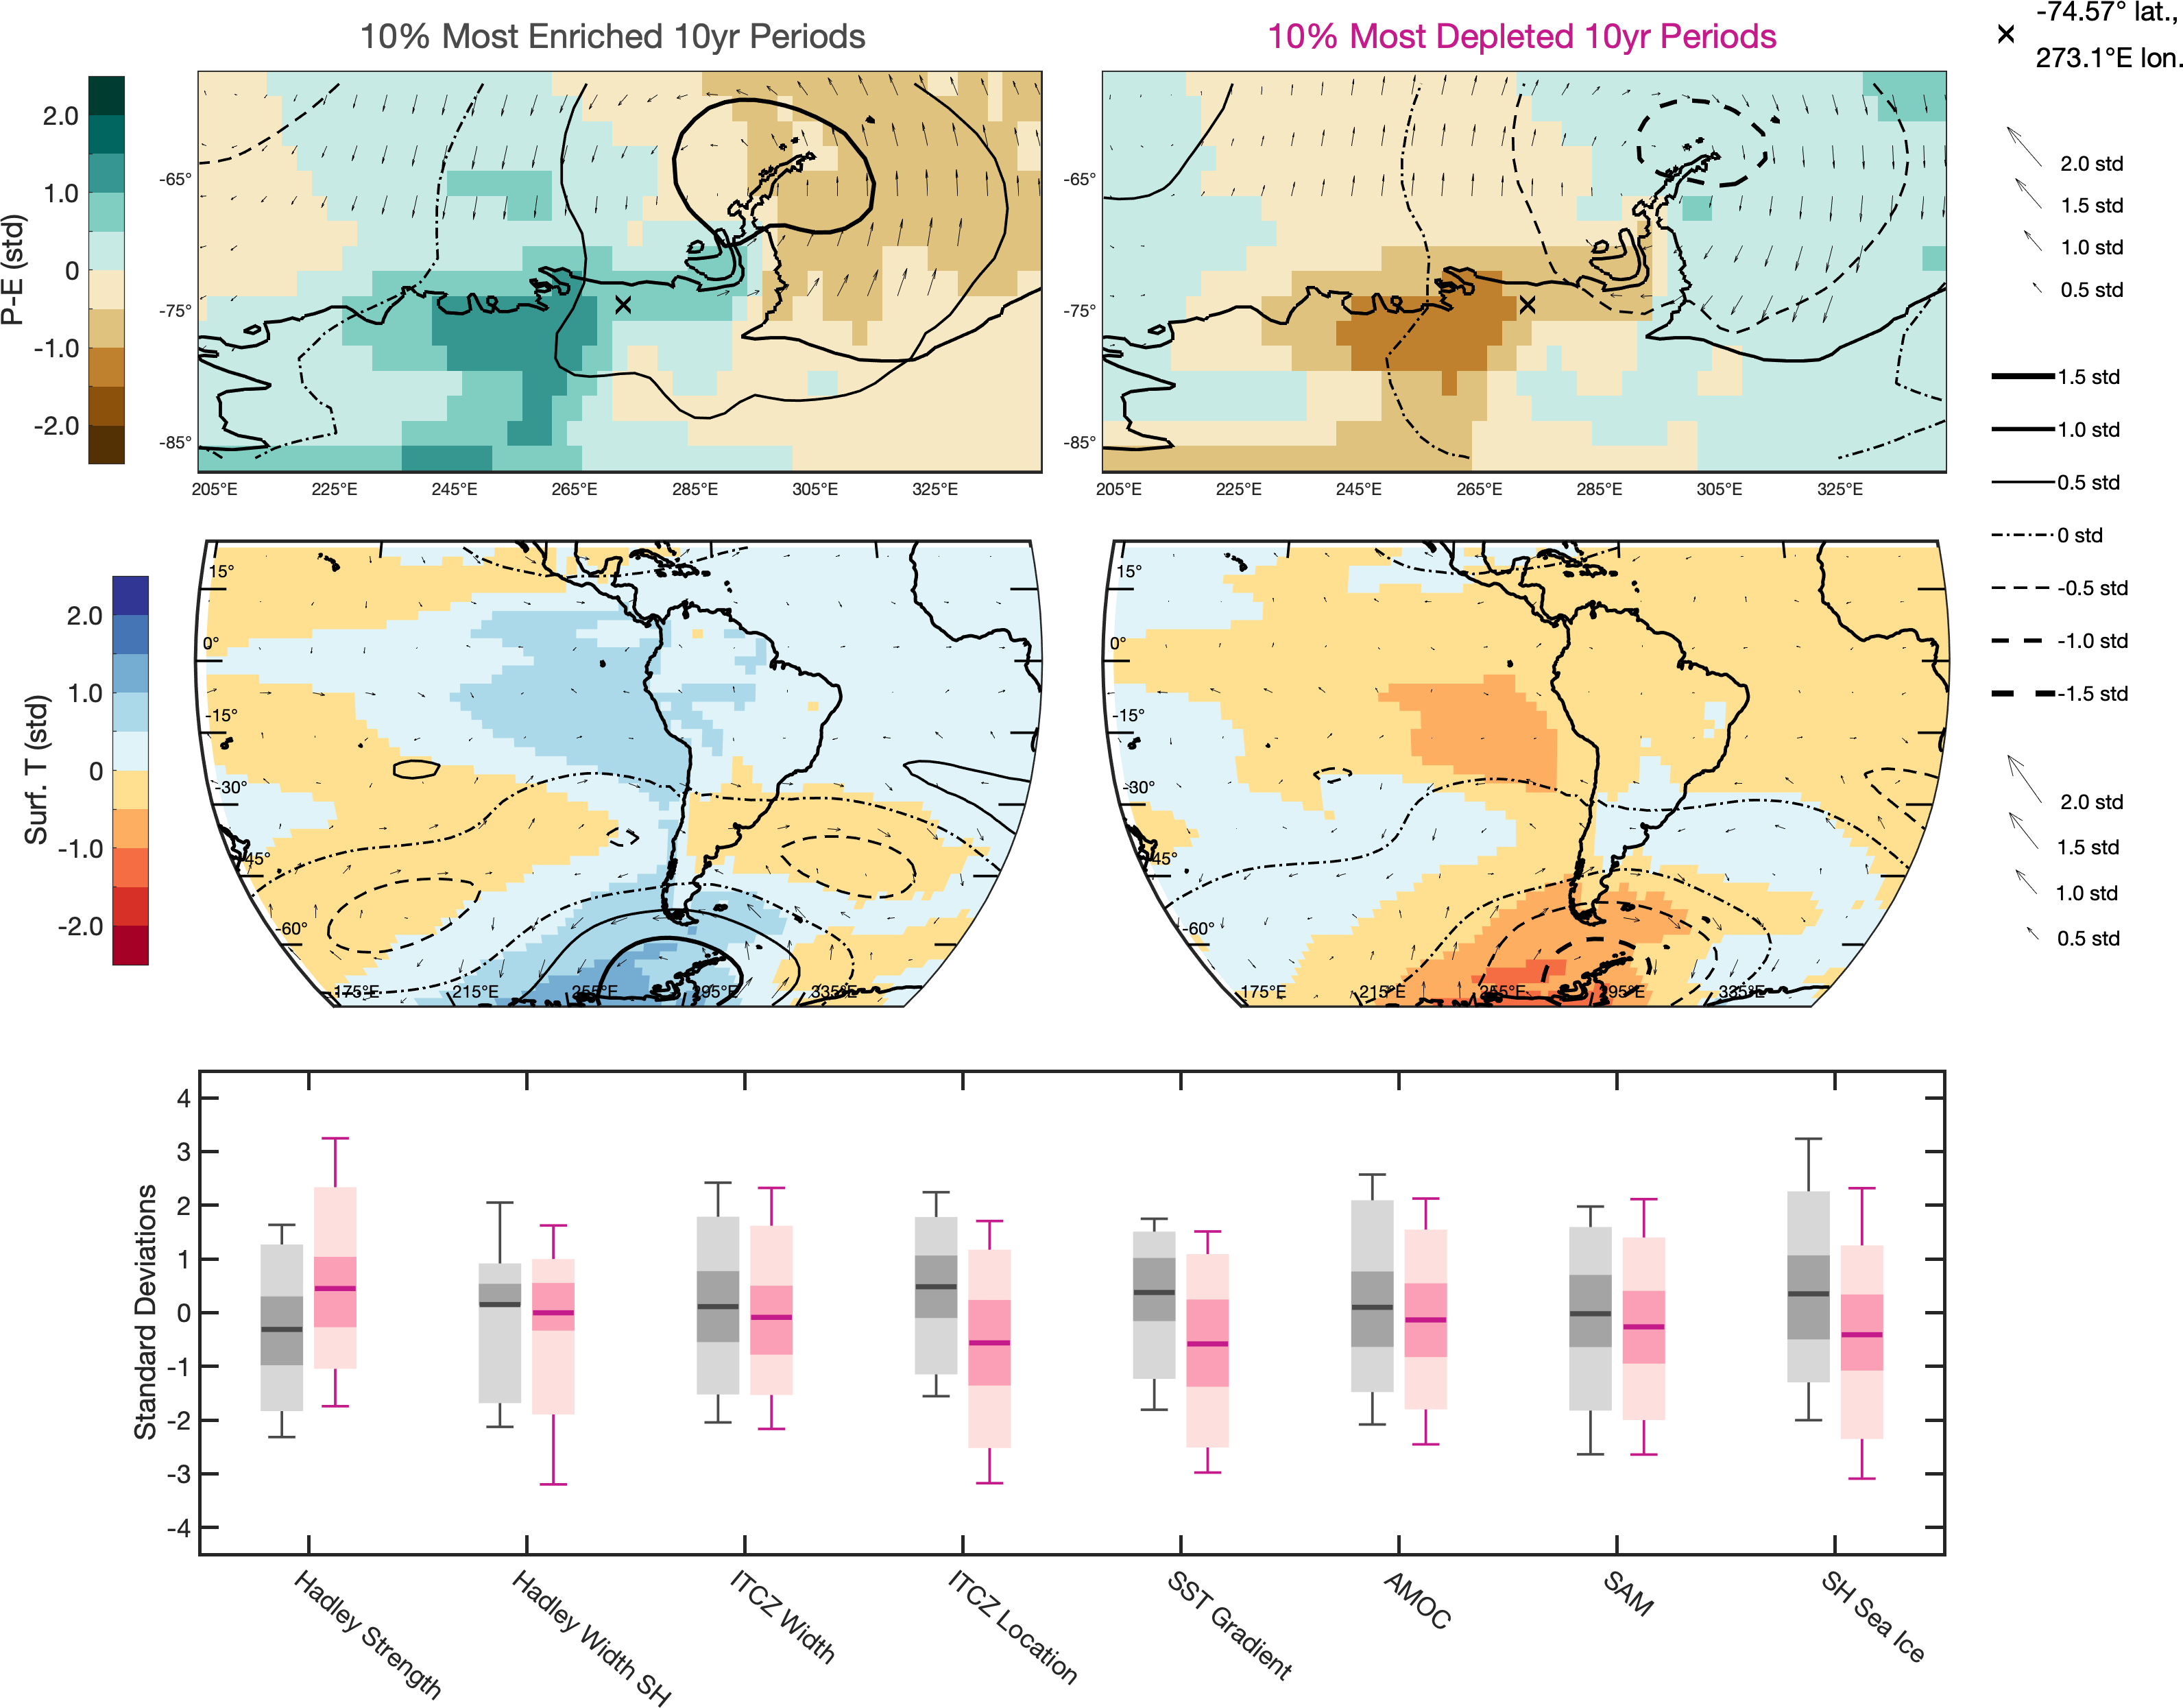 10% Most Enriched 10yr Periods
10% Most Depleted 10yr Periods
-74.57° lat.,
273.1°E lon.
P-E (std)
2.0
1.0
0
-1.0
-2.0
-65°
-75°
-85°
205°E 225°E 245°E 265°E 285°E 305°E 325°E
-65°
-75°
-85°
205°E 225°E 245°E 265°E 285°E 305°E 325°E
2.0 std
1.5 std
1.0 std
0.5 std
1.5 std
1.0 std
0.5 std
0 std
-0.5 std
-1.0 std
-1.5 std
2.0 std
1.5 std
1.0 std
0.5 std
Surf. T (std)
2.0
1.0
0
-1.0
-2.0
15°
0°
-15°
-30°
-45°
-60°
175°E 215°E 255°E 295°E 335°E
15°
0°
-15°
-30°
-45°
-60°
175°E 215°E 255°E 295°E 335°E
Standard Deviations
4
3
2
1
0
-1
-2
-3
-4
Hadley Strength
Hadley Width SH
ITCZ Width
ITCZ Location
SST Gradient
AMOC
SAM
SH Sea Ice